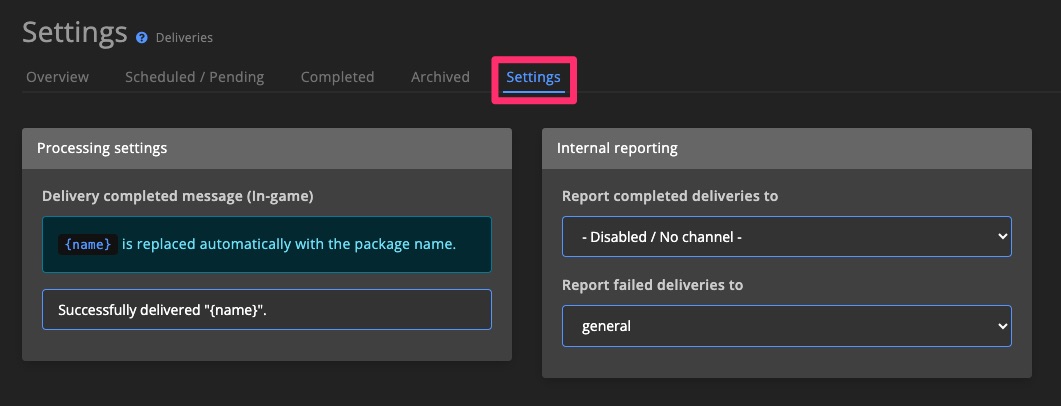 Settings ? Deliveries
Overview Scheduled / Pending Completed Archived Settings
Processing settings
Delivery completed message (In-game)
{name} is replaced automatically with the package name.
Successfully delivered "{name}".
Internal reporting
Report completed deliveries to
- Disabled / No channel -
Report failed deliveries to
general